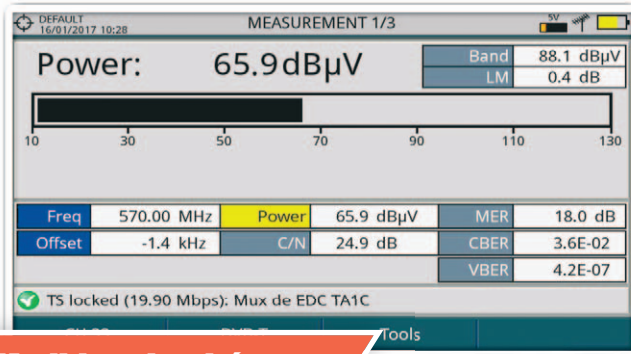 DEFAULT
16/01/2017 10:28
MEASUREMENT 1/3
5V
Power: 65.9 dBµV
Band 88.1 dBµV
LM 0.4 dB
10 30 50 70 90 110 130
Freq 570.00 MHz Power 65.9 dBµV MER 18.0 dB
Offset -1.4 kHz C/N 24.9 dB CBER 3.6E-02
VBER 4.2E-07
TS locked (19.90 Mbps): Mux de EDC TA1C
Tools